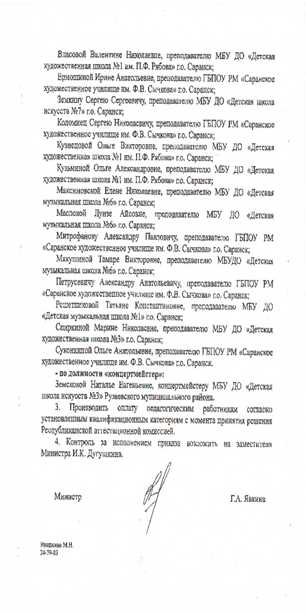 Власовой Валентине Николаевне, преподавателю МБУ ДО «Детская
художественная школа №1 им. П.Ф. Рябова» г.о. Саранск;
Ермошиной Ирине Анатольевне, преподавателю ГБПОУ РМ «Саранское
художественное училище им. Ф.В. Сычкова» г.о. Саранск;
Земкину Сергею Сергеевичу, преподавателю МБУ ДО «Детская школа
искусств №7» г.о. Саранск;
Коломиец Сергею Николаевичу, преподавателю ГБПОУ РМ «Саранское
художественное училище им. Ф.В. Сычкова» г.о. Саранск;
Кузнецовой Ольге Викторовне, преподавателю МБУ ДО «Детская
художественная школа №1 им. П.Ф. Рябова» г.о. Саранск;
Кузьминой Ольге Александровне, преподавателю МБУ ДО «Детская
художественная школа №1 им. П.Ф. Рябова» г.о. Саранск;
Максимовской Елене Николаевне, преподавателю МБУ ДО «Детская
музыкальная школа №6» г.о. Саранск;
Масловой Луизе преподавателю МБУ ДО «Детская
музыкальная школа №6» г.о. Саранск;
Митрофанову Александру Павловичу, преподавателю ГБПОУ РМ
«Саранское художественное училище им. Ф.В. Сычкова» г.о. Саранск;
Тамаре Викторовне, преподавателю МБУДО «Детская
музыкальная школа №6» г.о. Саранск;
Петрусевичу Александру Анатольевичу, преподавателю ГБПОУ РМ
«Саранское художественное училище им. Ф.В. Сычкова» г.о. Саранск;
Решетниковой Татьяне Константиновне, преподавателю МБУ ДО
«Детская музыкальная школа №1» г.о. Саранск;
Спиркиной Марине Николаевне, преподавателю МБУ ДО «Детская
художественная школа №3» г.о. Саранск;
Ольге Анатольевне, преподавателю ГБПОУ РМ «Саранское
художественное училище им. Ф.В. Сычкова» г.о. Саранск.
- по должности «концертмейстер»:
Земсковой Наталье Евгеньевне, концертмейстеру МБУ ДО «Детская
школа искусств №3» Рузаевского муниципального района.
3. Производить оплату педагогическим работникам согласно
установленным квалификационным категориям с момента принятия решения
Республиканской аттестационной комиссией.
4. Контроль за исполнением приказа возложить на заместителя
Министра И.К. Дугушкина.
Министр Г.А. Явкина
М.Н.
24-79-03